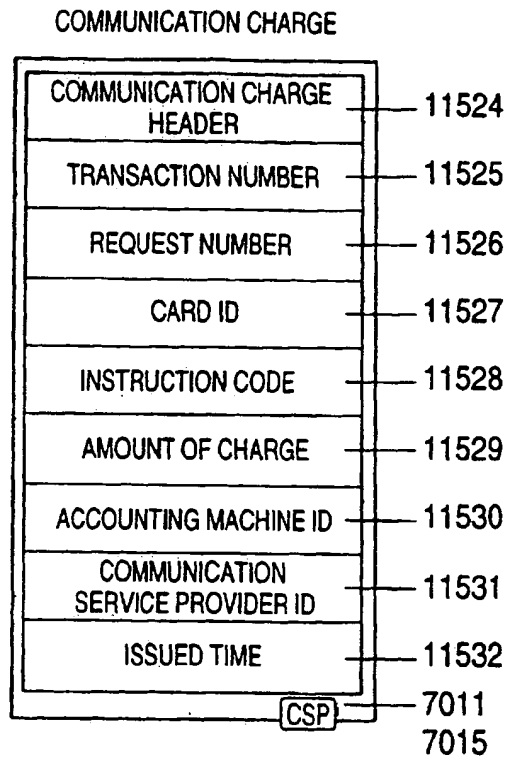 COMMUNICATION CHARGE
COMMUNICATION CHARGE
HEADER
11524
TRANSACTION NUMBER
11525
REQUEST NUMBER
11526
CARD ID
11527
INSTRUCTION CODE
11528
AMOUNT OF CHARGE
11529
ACCOUNTING MACHINE ID
11530
COMMUNICATION
SERVICE PROVIDER ID
11531
ISSUED TIME
11532
CSP
7011
7015